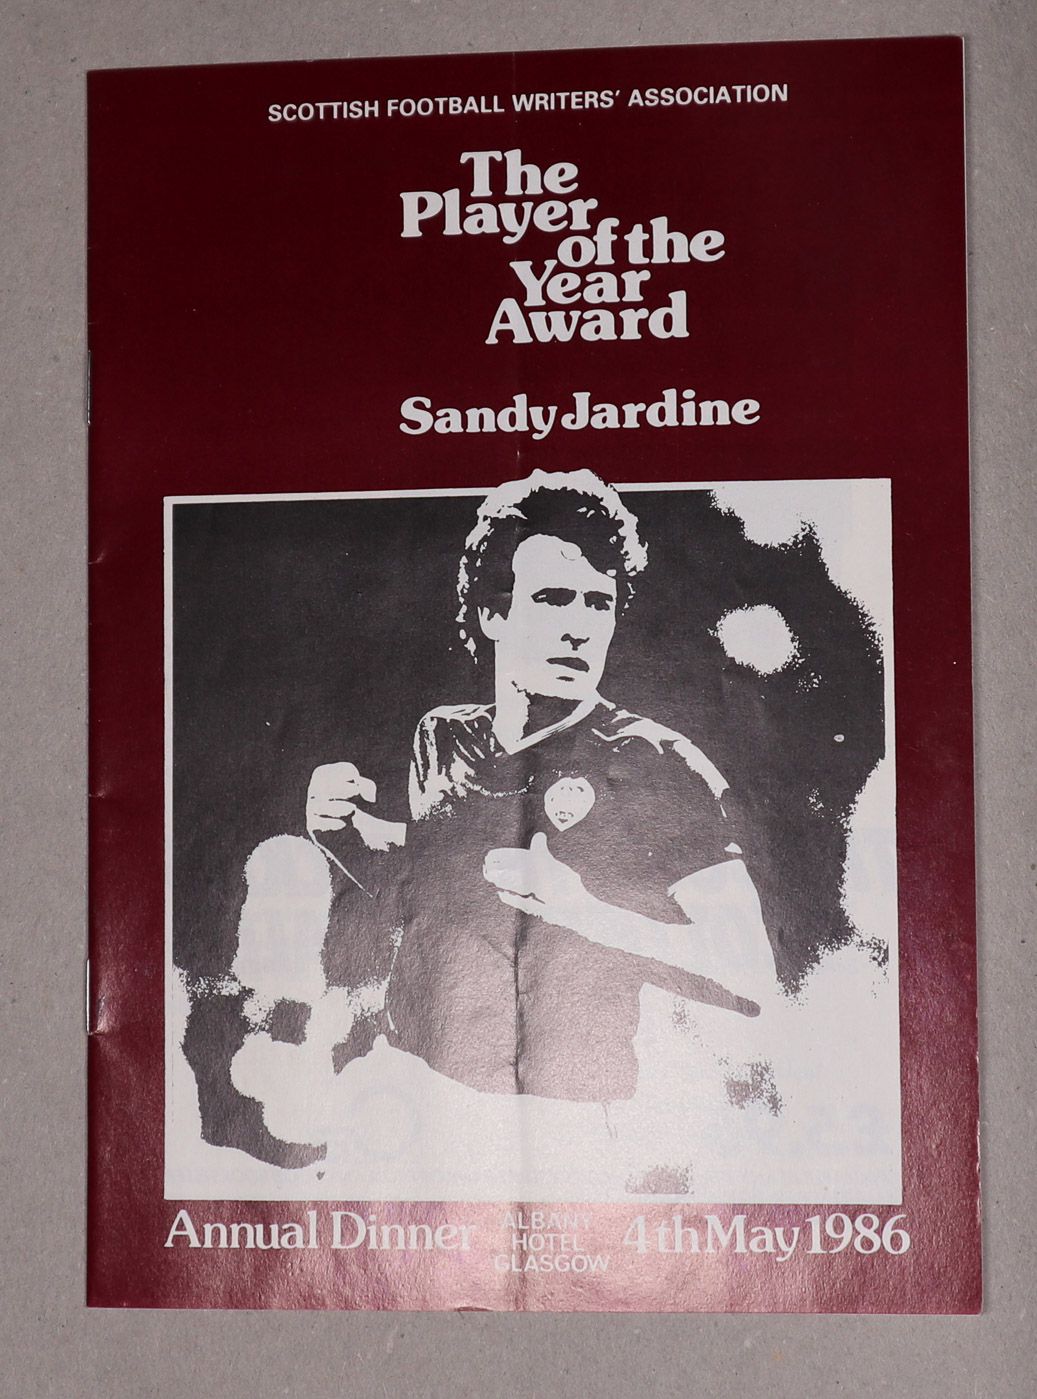 SCOTTISH FOOTBALL WRITERS' ASSOCIATION
The
Player
of the
Year
Award
Sandy Jardine
Annual Dinner
ALBANY
HOTEL
GLASGOW
4th May 1986